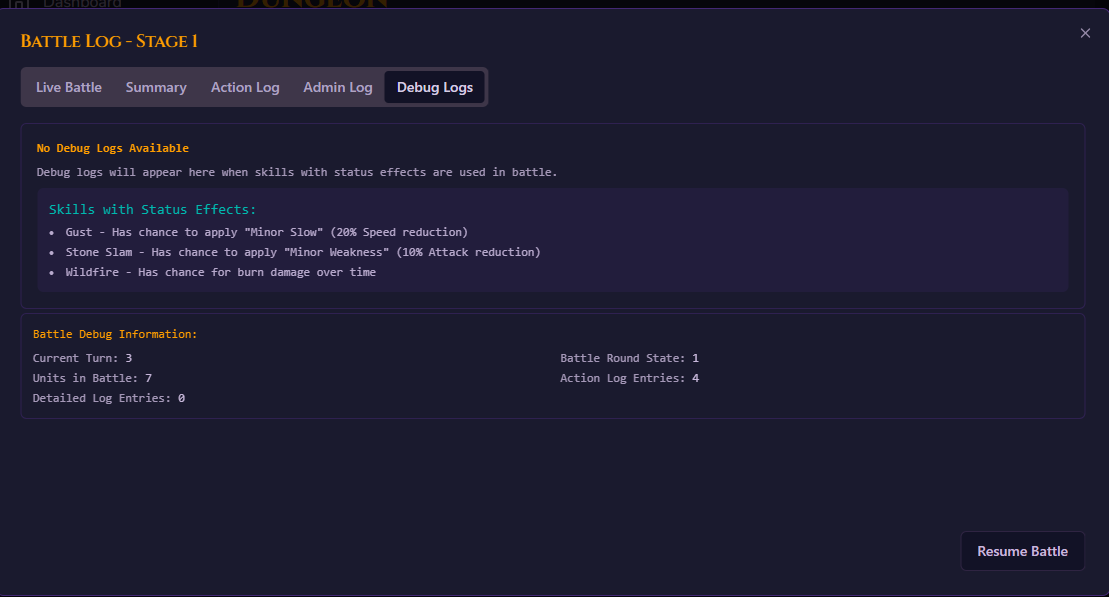 Dashboard
DUNGEON
BATTLE LOG - STAGE 1
Live Battle Summary Action Log Admin Log Debug Logs
No Debug Logs Available
Debug logs will appear here when skills with status effects are used in battle.
Skills with Status Effects:
• Gust - Has chance to apply "Minor Slow" (20% Speed reduction)
• Stone Slam - Has chance to apply "Minor Weakness" (10% Attack reduction)
• Wildfire - Has chance for burn damage over time
Battle Debug Information:
Current Turn: 3 Battle Round State: 1
Units in Battle: 7 Action Log Entries: 4
Detailed Log Entries: 0
Resume Battle